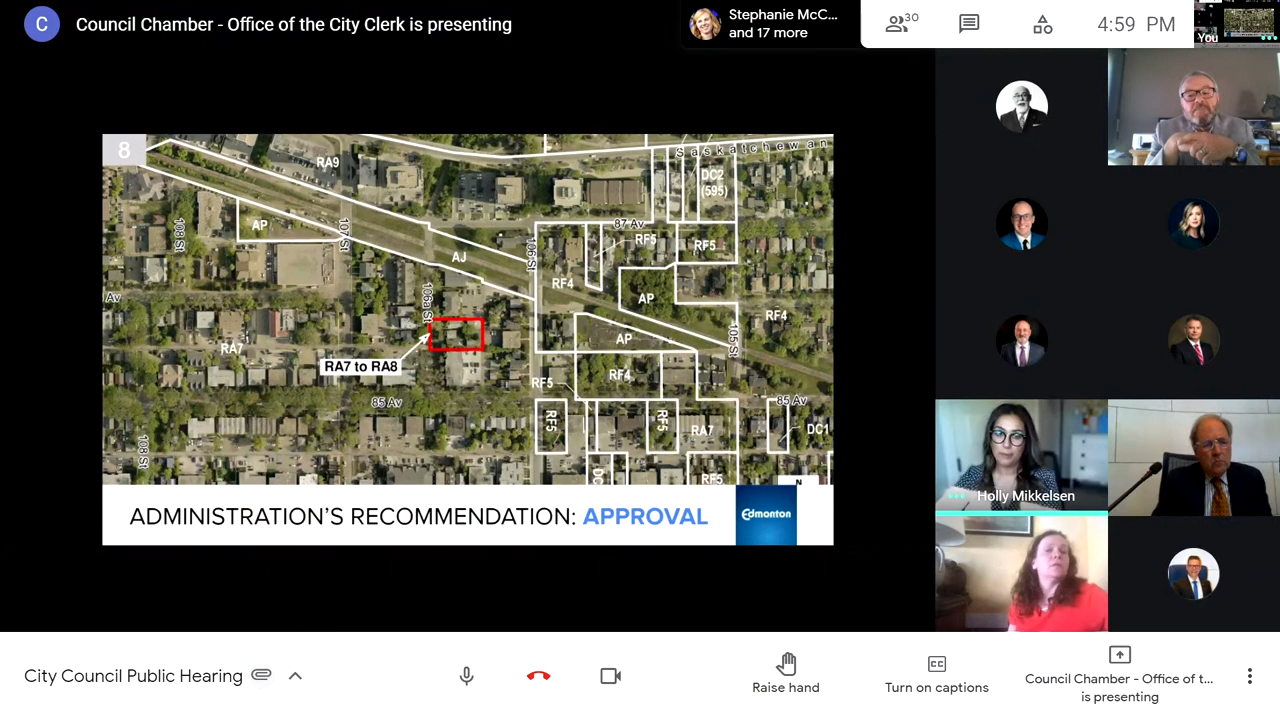 C
Council Chamber - Office of the City Clerk is presenting
Stephanie McC...
and 17 more
30
4:59 PM
You
8
RA9
Saskatchewan
DC2
(595)
108 St
AP
107 St
87 Av
RF5
RF5
106 St
AJ
RF4
AP
106a St
Av
RF4
RA7
RA7 to RA8
AP
105 St
RF4
RF5
85 Av
85 Av
RF5
RF5
RA7
DC1
108 St
DC
RF5
N
ADMINISTRATION'S RECOMMENDATION: APPROVAL
Edmonton
Holly Mikkelsen
City Council Public Hearing
Raise hand
CC
Turn on captions
Council Chamber - Office of t...
is presenting